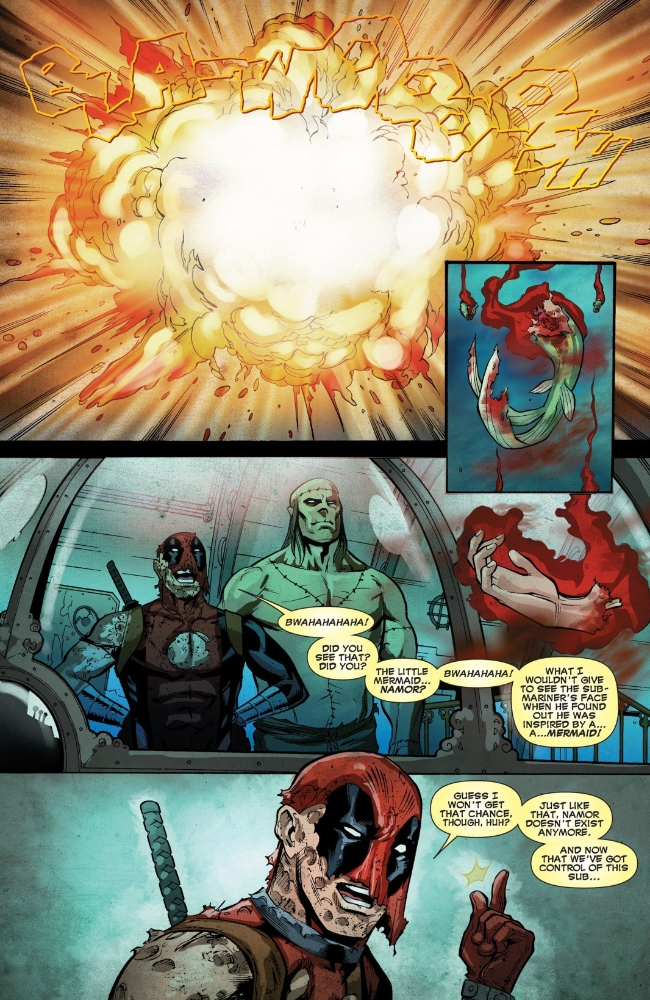 BA-WOOOSH
BWAHAHAHAHA!
DID YOU
SEE THAT?
DID YOU?
THE LITTLE
MERMAID...
NAMOR?
BWAHAHAHA!
WHAT I
WOULDN'T GIVE
TO SEE THE SUB-
MARINER'S FACE
WHEN HE FOUND
OUT HE WAS
INSPIRED BY A...
A...MERMAID!
GUESS I
WON'T GET
THAT CHANCE,
THOUGH, HUH?
JUST LIKE
THAT, NAMOR
DOESN'T EXIST
ANYMORE.
AND NOW
THAT WE'VE GOT
CONTROL OF THIS
SUB...